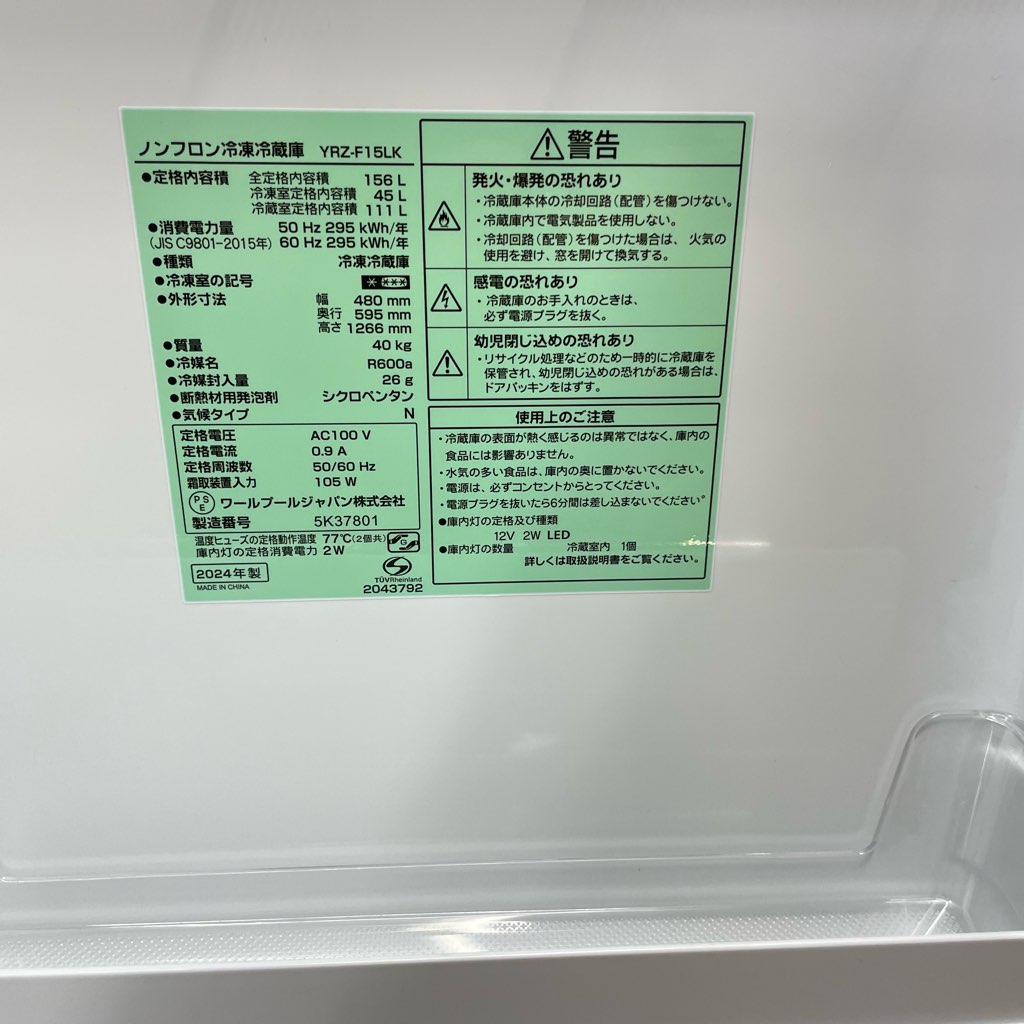 ノンフロン冷凍冷蔵庫 YRZ-F15LK
●定格内容積 全定格内容積 156 L
冷凍室定格内容積 45 L
冷蔵室定格内容積 111 L
●消費電力量 50 Hz 295 kWh/年
(JIS C9801-2015年) 60 Hz 295 kWh/年
●種類 冷凍冷蔵庫
●冷凍室の記号
●外形寸法 幅 480 mm
奥行 595 mm
高さ 1266 mm
●質量 40 kg
●冷媒名 R600a
●冷媒封入量 26 g
●断熱材用発泡剤 シクロペンタン
●気候タイプ N
定格電圧 AC100 V
定格電流 0.9 A
定格周波数 50/60 Hz
霜取装置入力 105 W
PSE ワールプールジャパン株式会社
製造番号 5K37801
温度ヒューズの定格動作温度 77℃(2個共)
庫内灯の定格消費電力 2W
G
2024年製
MADE IN CHINA
TÜVRheinland
2043792
警告
発火・爆発の恐れあり
・冷蔵庫本体の冷却回路(配管)を傷つけない。
・冷蔵庫内で電気製品を使用しない。
・冷却回路(配管)を傷つけた場合は、火気の
使用を避け、窓を開けて換気する。
感電の恐れあり
・冷蔵庫のお手入れのときは、
必ず電源プラグを抜く。
幼児閉じ込めの恐れあり
・リサイクル処理などのため一時的に冷蔵庫を
保管され、幼児閉じ込めの恐れがある場合は、
ドアパッキンをはずす。
使用上のご注意
・冷蔵庫の表面が熱く感じるのは異常ではなく、庫内の
食品には影響ありません。
・水気の多い食品は、庫内の奥に置かないでください。
・電源は、必ずコンセントからとってください。
・電源プラグを抜いたら6分間は差し込まないでください。
●庫内灯の定格及び種類
12V 2W LED
●庫内灯の数量 冷蔵室内 1個
詳しくは取扱説明書をご覧ください。